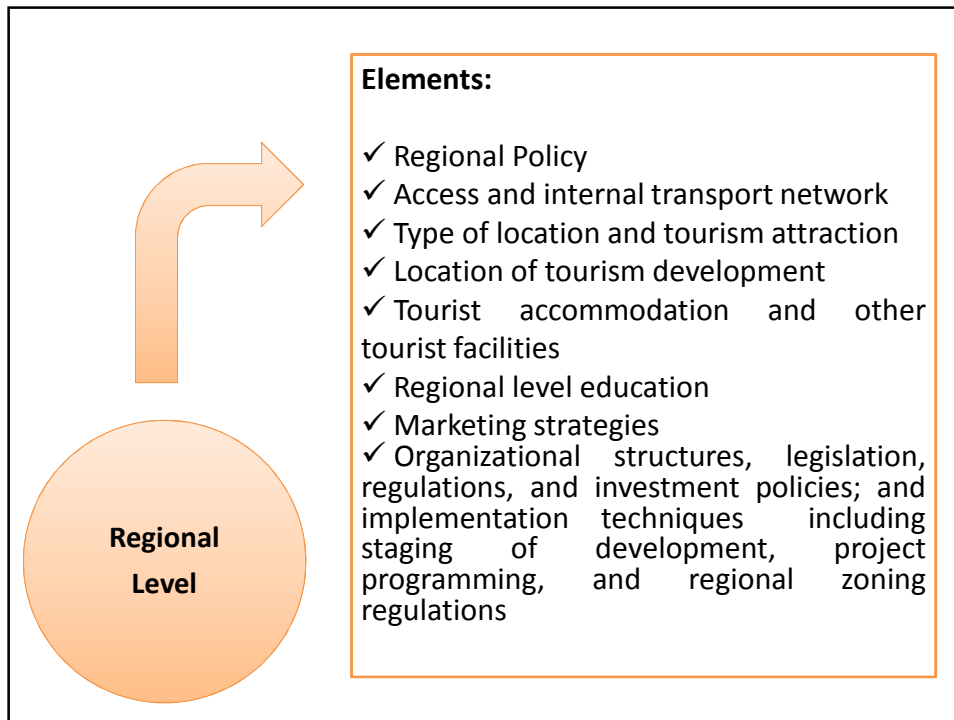 Elements:
✓ Regional Policy
✓ Access and internal transport network
✓ Type of location and tourism attraction
✓ Location of tourism development
✓ Tourist accommodation and other
tourist facilities
✓ Regional level education
✓ Marketing strategies
✓ Organizational structures, legislation,
regulations, and investment policies; and
implementation techniques including
staging of development, project
programming, and regional zoning
regulations
Regional
Level